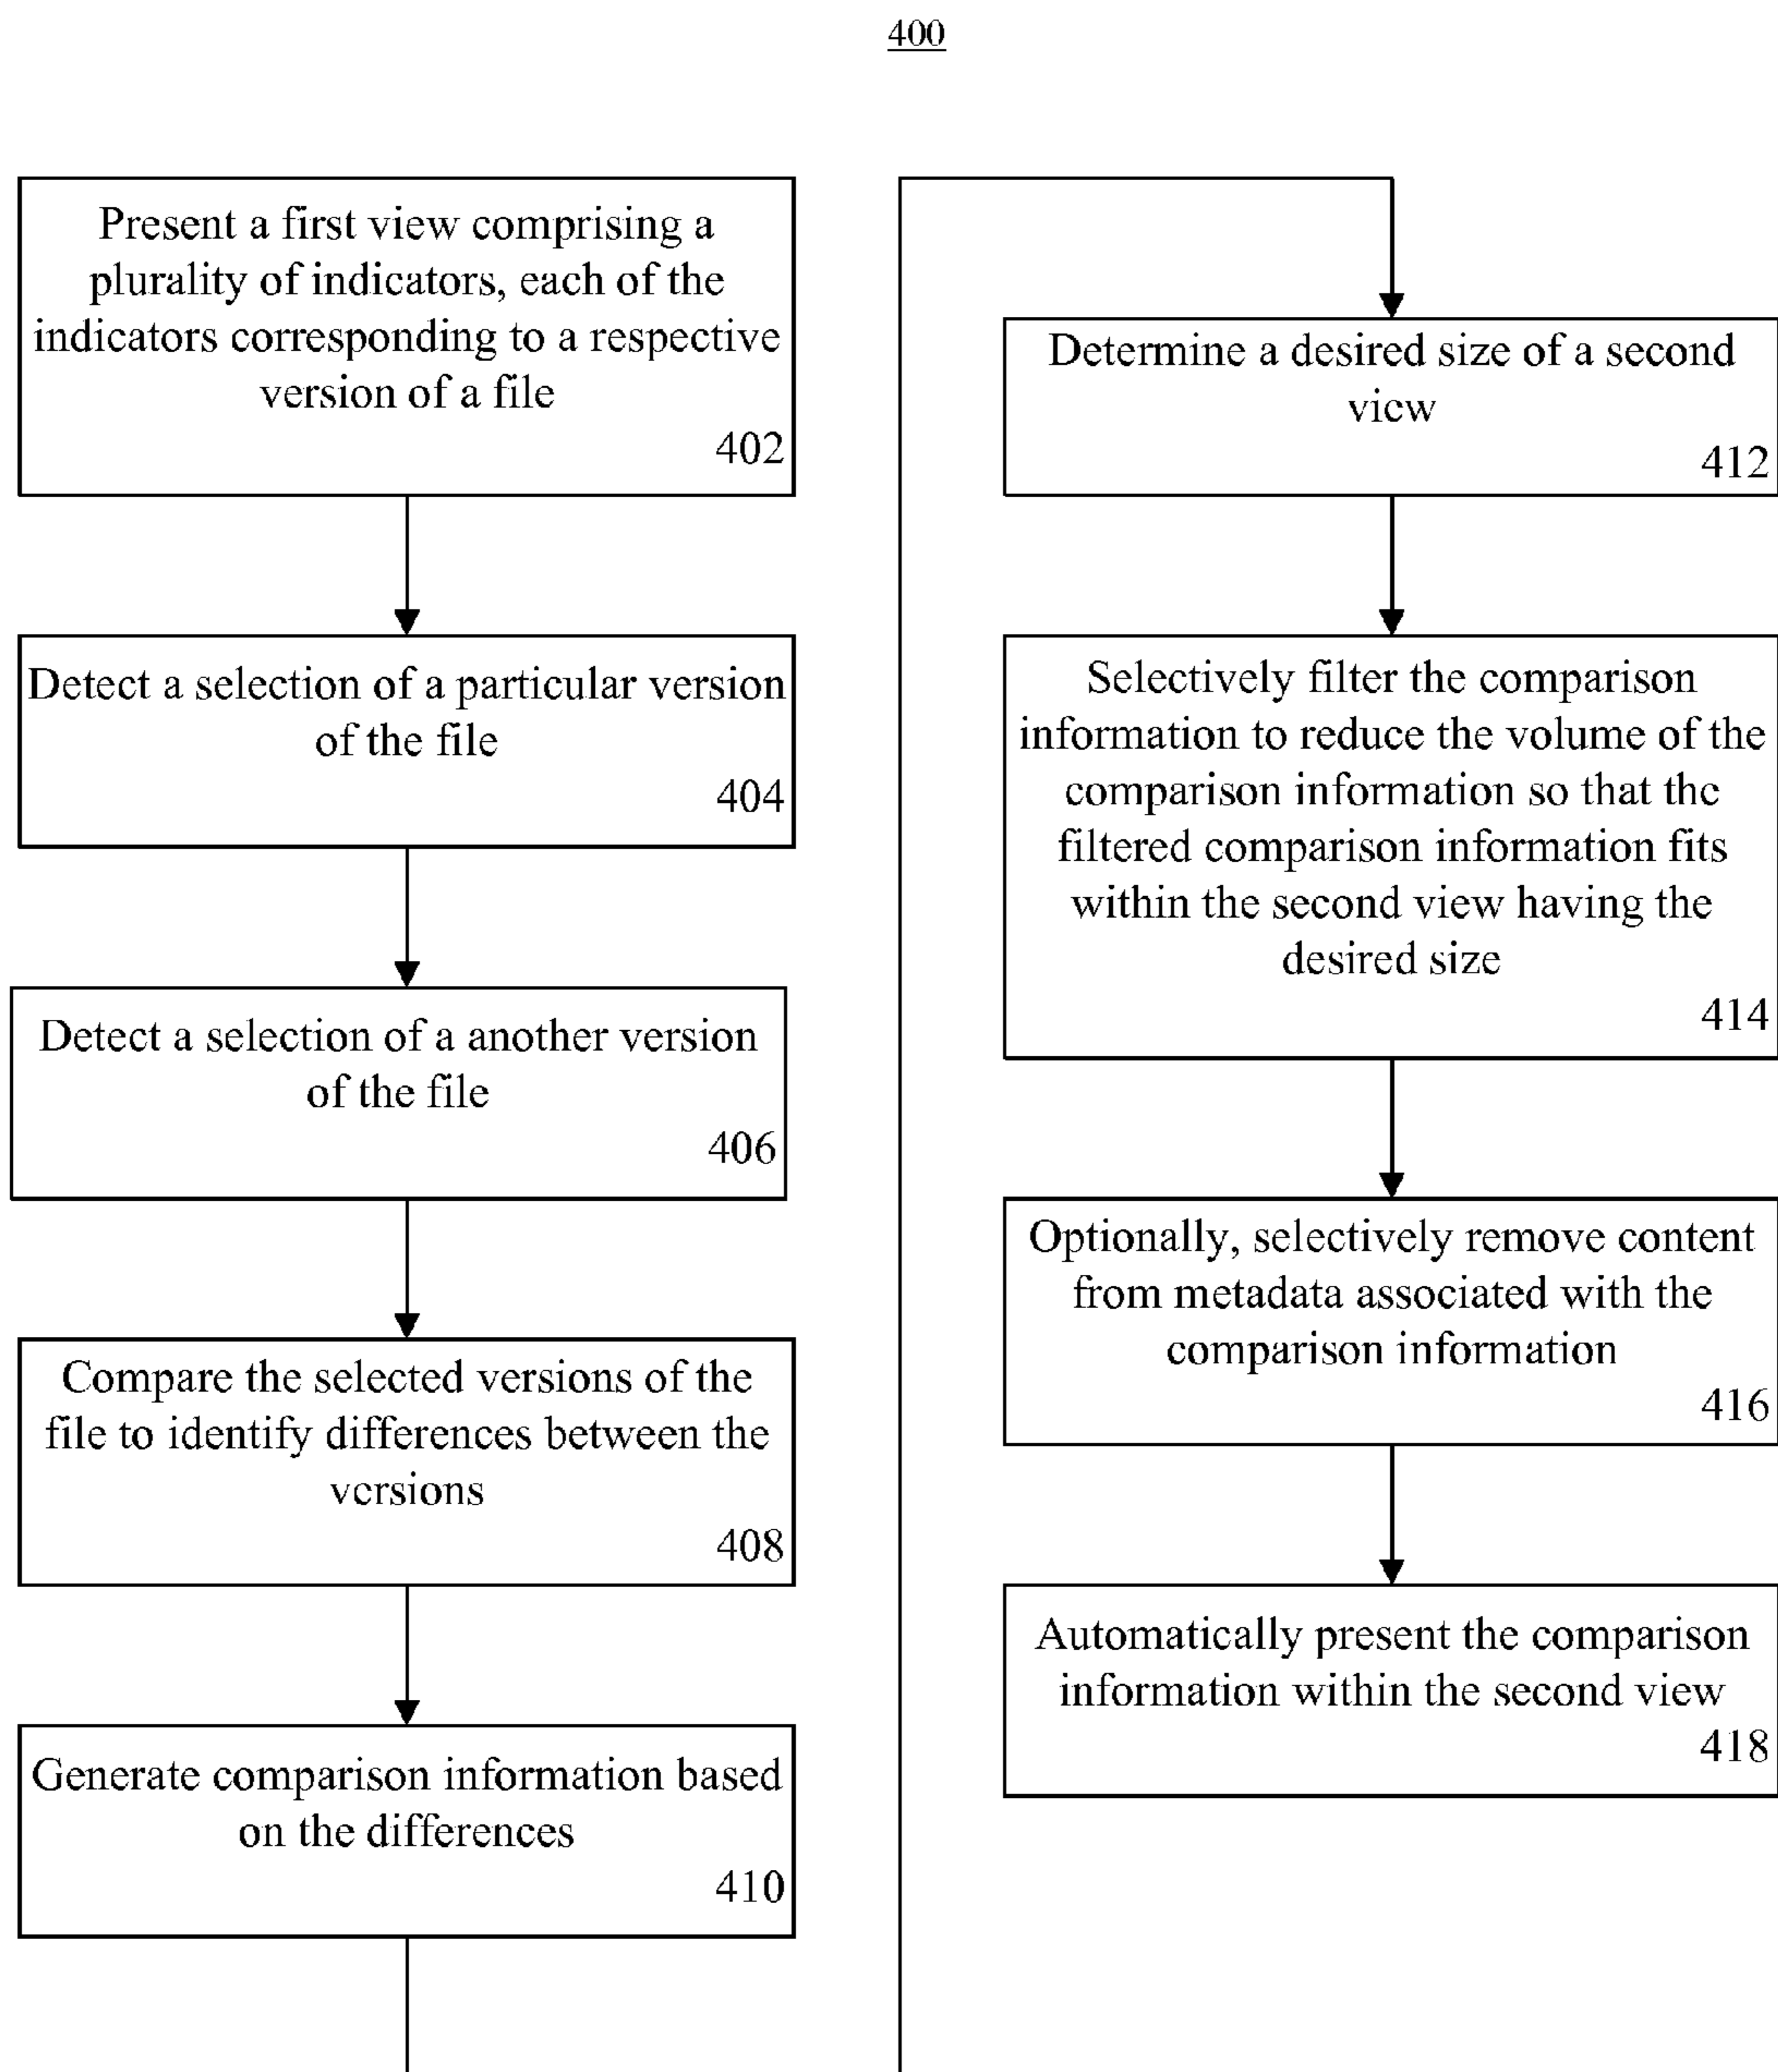 400
Present a first view comprising a
plurality of indicators, each of the
indicators corresponding to a respective
version of a file
402
Detect a selection of a particular version
of the file
404
Detect a selection of a another version
of the file
406
Compare the selected versions of the
file to identify differences between the
versions
408
Generate comparison information based
on the differences
410
Determine a desired size of a second
view
412
Selectively filter the comparison
information to reduce the volume of the
comparison information so that the
filtered comparison information fits
within the second view having the
desired size
414
Optionally, selectively remove content
from metadata associated with the
comparison information
416
Automatically present the comparison
information within the second view
418